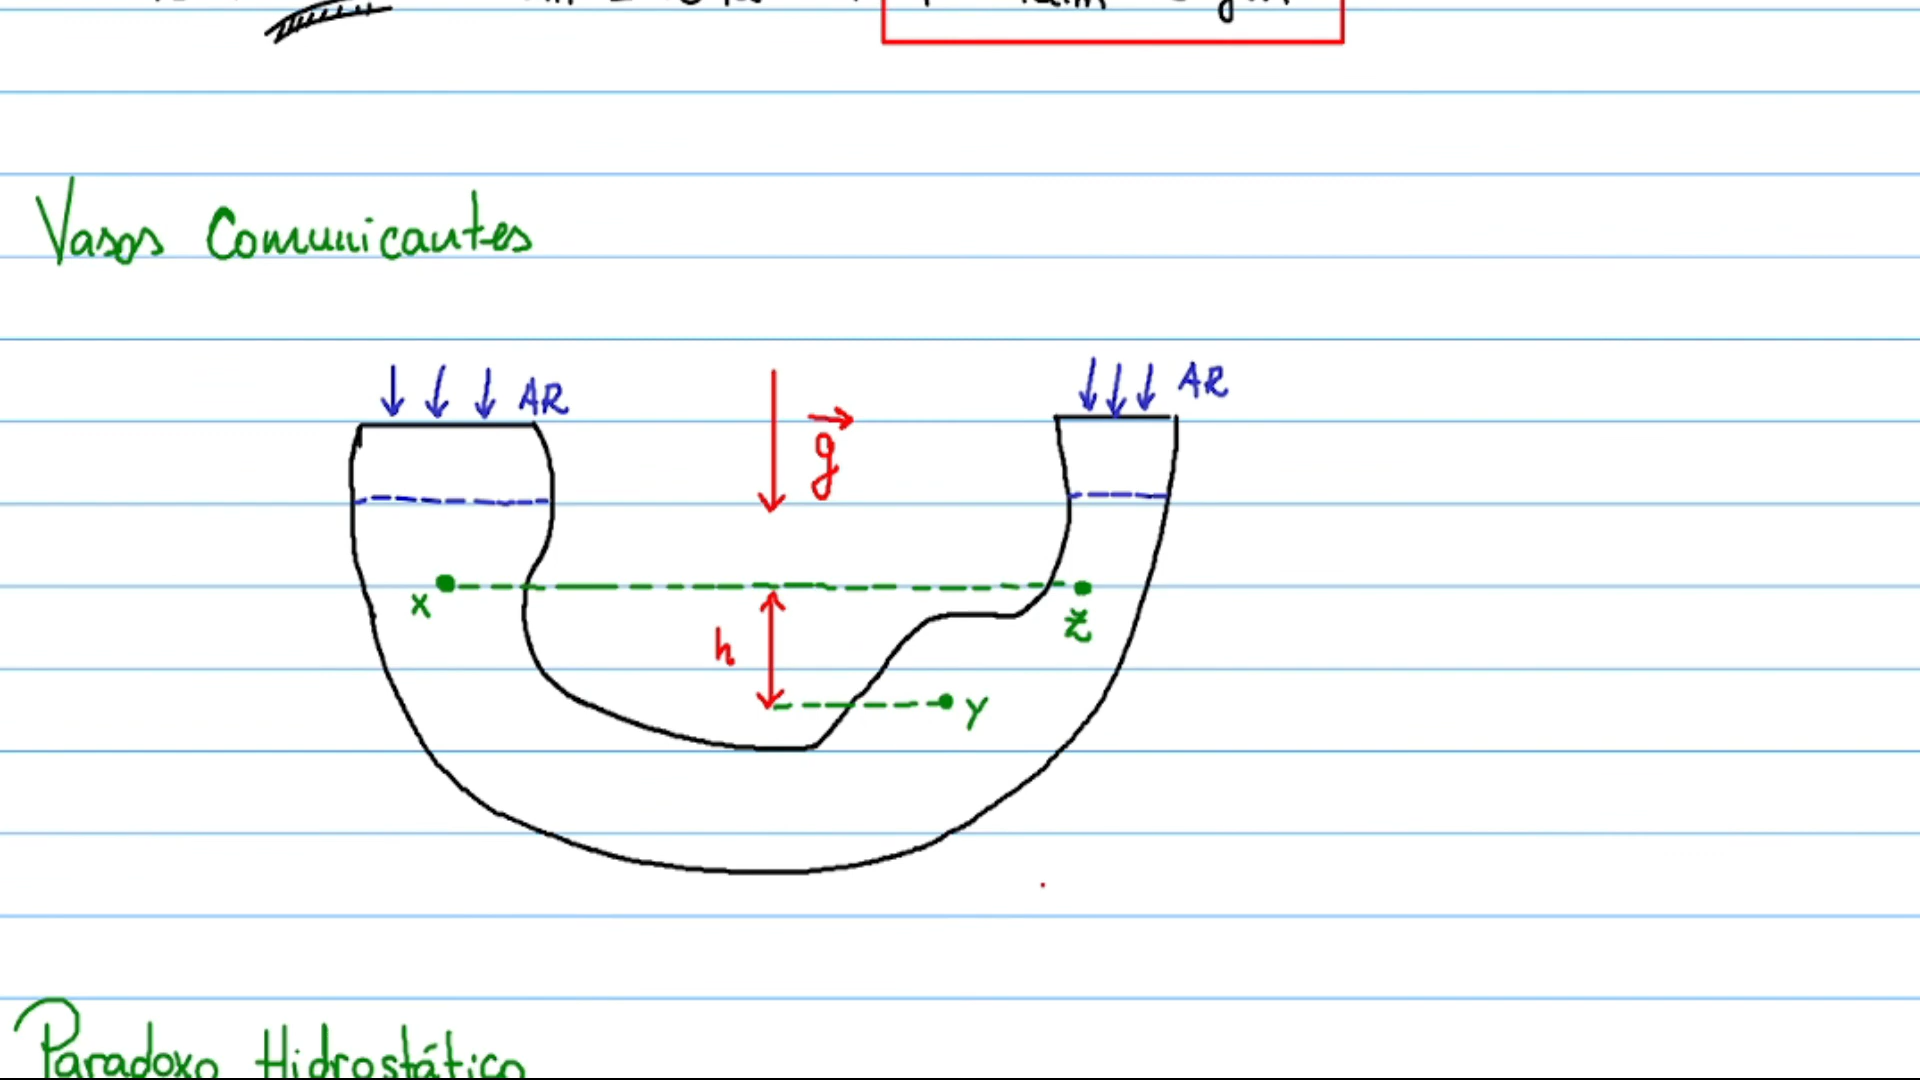 Vasos Comunicantes
AR
AR
g
x
z
h
y
Paradoxo Hidrostático